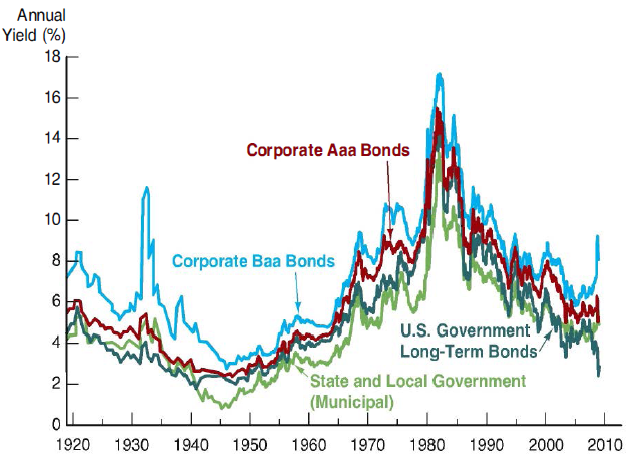 Annual
Yield (%)
18
16
14
12
10
8
6
4
2
0
Corporate Aaa Bonds
Corporate Baa Bonds
U.S. Government
Long-Term Bonds
State and Local Government
(Municipal)
1920 1930 1940 1950 1960 1970 1980 1990 2000 2010